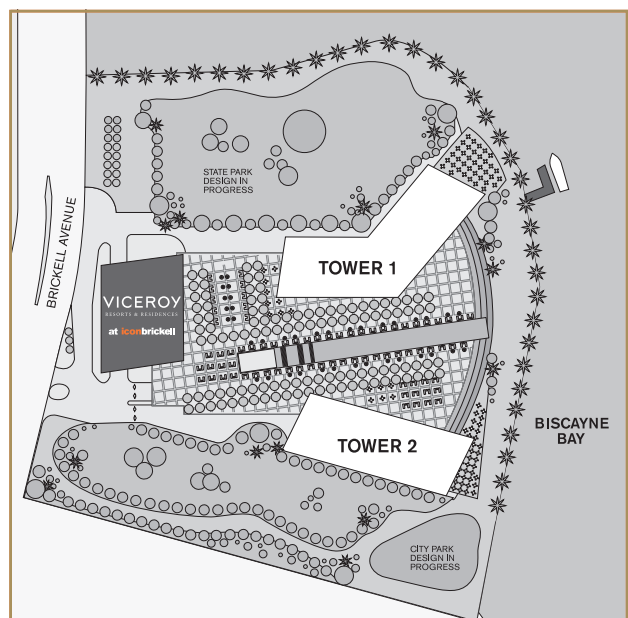 STATE PARK
DESIGN IN
PROGRESS
BRICKELL AVENUE
TOWER 1
VICEROY
RESORTS & RESIDENCES
at iconbrickell
TOWER 2
BISCAYNE
BAY
CITY PARK
DESIGN IN
PROGRESS